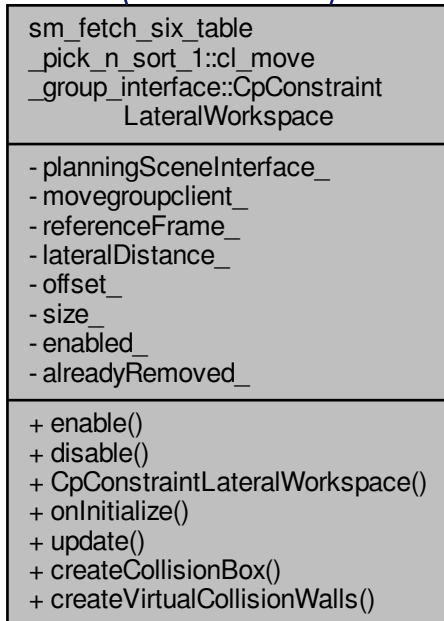 sm_fetch_six_table
_pick_n_sort_1::cl_move
_group_interface::CpConstraint
LateralWorkspace
- planningSceneInterface_
- movegroupclient_
- referenceFrame_
- lateralDistance_
- offset_
- size_
- enabled_
- alreadyRemoved_
+ enable()
+ disable()
+ CpConstraintLateralWorkspace()
+ onInitialize()
+ update()
+ createCollisionBox()
+ createVirtualCollisionWalls()